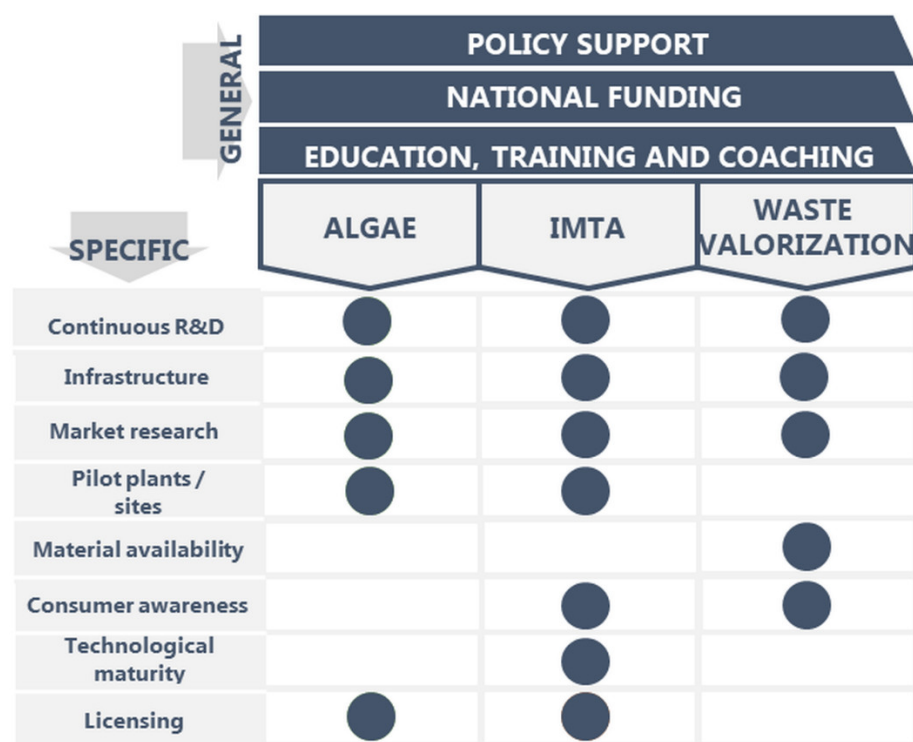 GENERAL
POLICY SUPPORT
NATIONAL FUNDING
EDUCATION, TRAINING AND COACHING
SPECIFIC
ALGAE
IMTA
WASTE
VALORIZATION
Continuous R&D
Infrastructure
Market research
Pilot plants /
sites
Material availability
Consumer awareness
Technological
maturity
Licensing